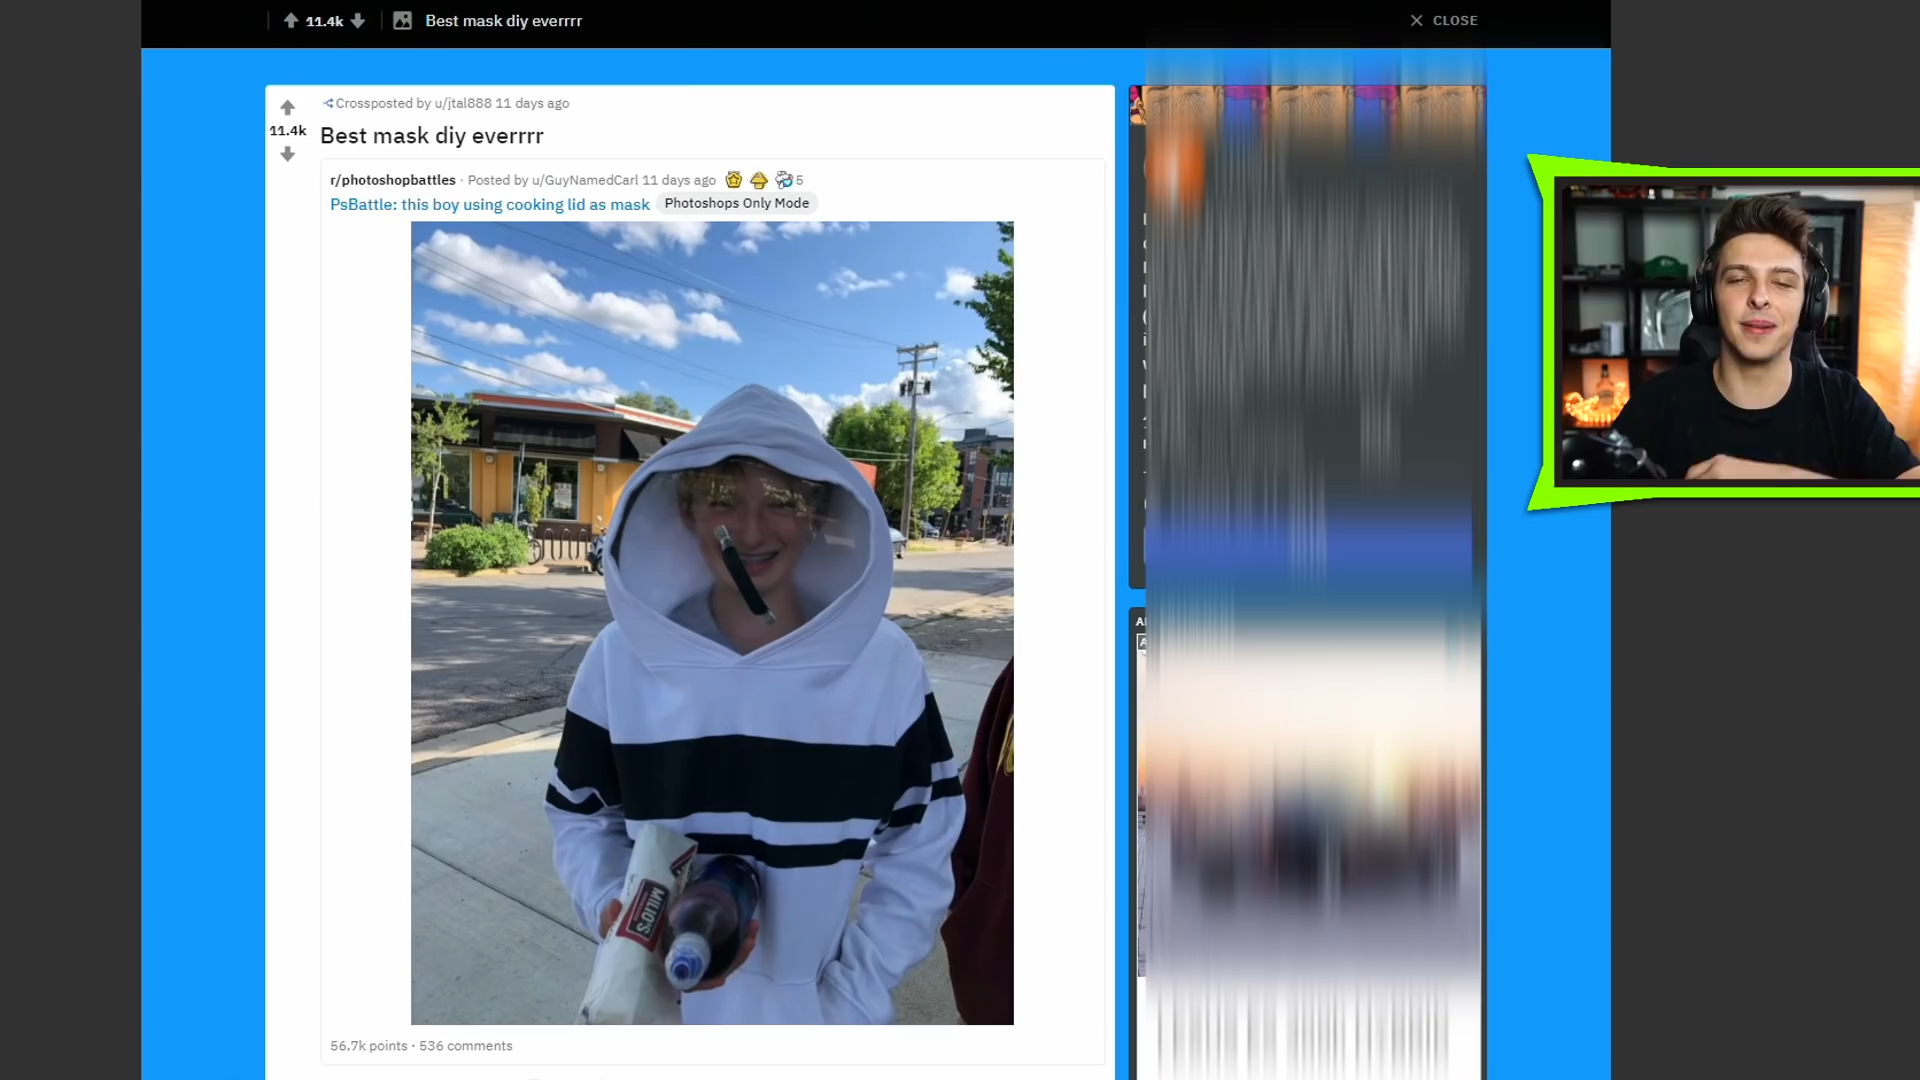 11.4k
Best mask diy everrrr
CLOSE
Crossposted by u/jtal888 11 days ago
11.4k
Best mask diy everrrr
r/photoshopbattles · Posted by u/GuyNamedCarl 11 days ago 5
PsBattle: this boy using cooking lid as mask Photoshops Only Mode
MILIO'S
56.7k points · 536 comments